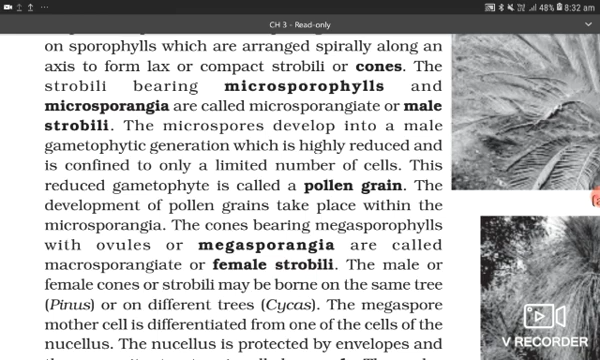 48% 8:32 am
CH 3 - Read-only
on sporophylls which are arranged spirally along an
axis to form lax or compact strobili or cones. The
strobili bearing microsporophylls and
microsporangia are called microsporangiate or male
strobili. The microspores develop into a male
gametophytic generation which is highly reduced and
is confined to only a limited number of cells. This
reduced gametophyte is called a pollen grain. The
development of pollen grains take place within the
microsporangia. The cones bearing megasporophylls
with ovules or megasporangia are called
macrosporangiate or female strobili. The male or
female cones or strobili may be borne on the same tree
(Pinus) or on different trees (Cycas). The megaspore
mother cell is differentiated from one of the cells of the
nucellus. The nucellus is protected by envelopes and
V RECORDER